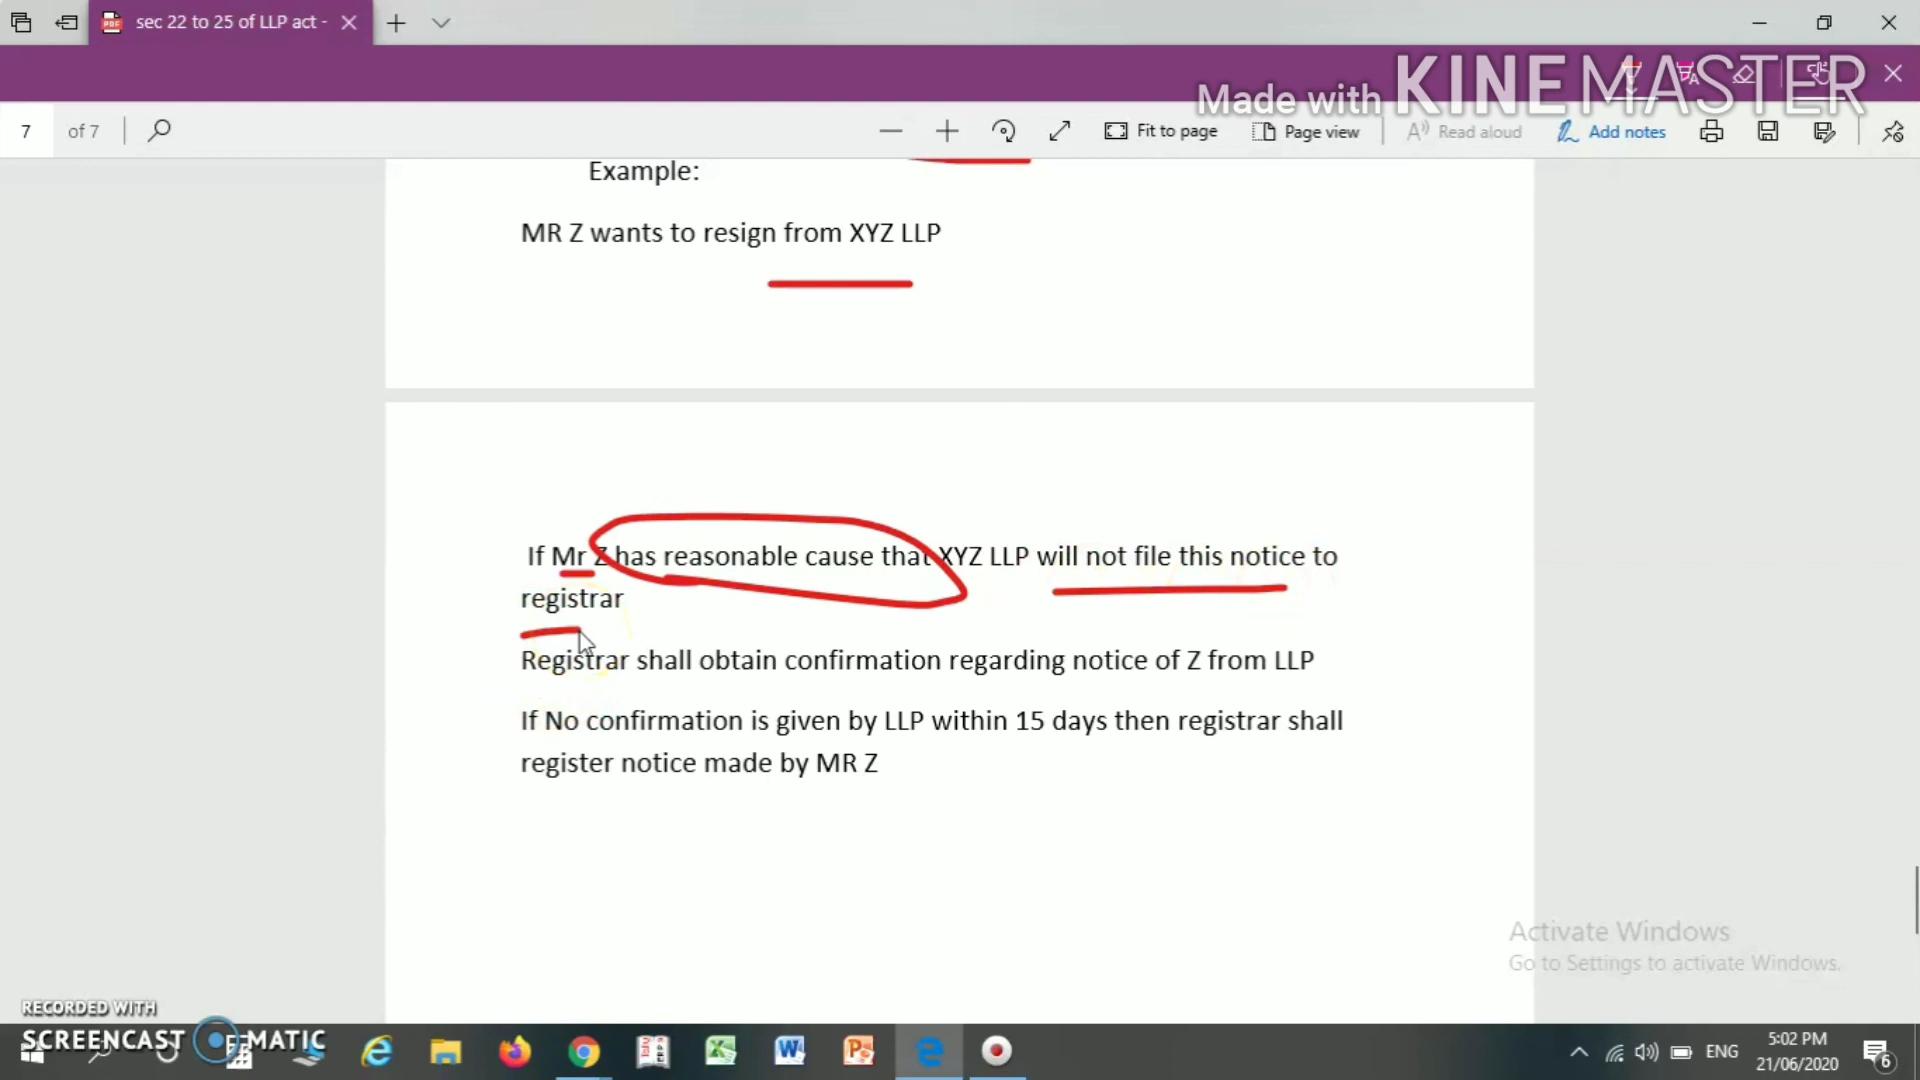 sec 22 to 25 of LLP act -
Made with KINEMASTER
7 of 7
Fit to page
Page view
Read aloud
Add notes
Example:
MR Z wants to resign from XYZ LLP
If Mr Z has reasonable cause that XYZ LLP will not file this notice to
registrar
Registrar shall obtain confirmation regarding notice of Z from LLP
If No confirmation is given by LLP within 15 days then registrar shall
register notice made by MR Z
Activate Windows
Go to Settings to activate Windows.
RECORDED WITH
SCREENCAST MATIC
ENG
5:02 PM
21/06/2020
6